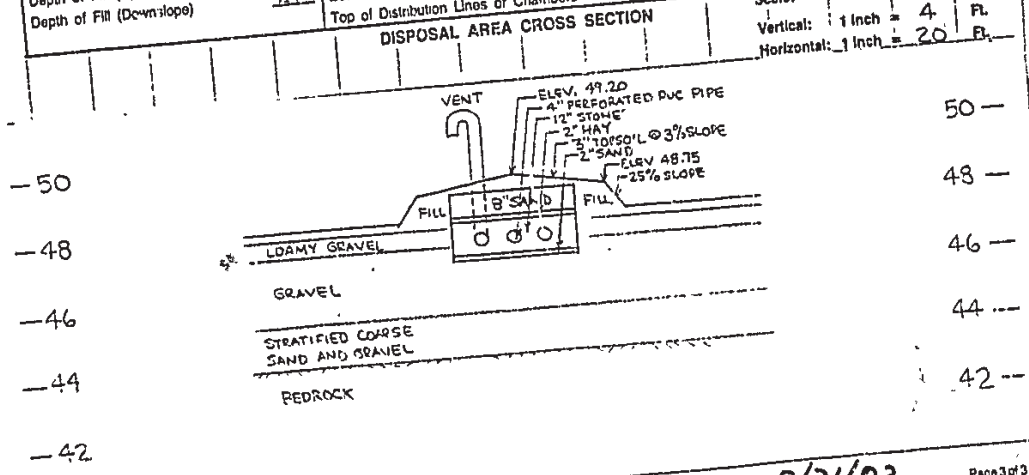 Depth of Fill (Downslope)
Top of Distribution Lines or Chambers
DISPOSAL AREA CROSS SECTION
Scale:
Vertical: 1 Inch = 4 Ft.
Horizontal: 1 Inch = 20 Ft.
VENT
ELEV. 49.20
4" PERFORATED PVC PIPE
12" STONE
2" HAY
3" TOPSOIL @ 3% SLOPE
2" SAND
ELEV 48.75
25% SLOPE
FILL
8" SAND
FILL
LOAMY GRAVEL
GRAVEL
STRATIFIED COARSE
SAND AND GRAVEL
BEDROCK
50
48
46
44
42
50
48
46
44
42
Page 3 of 3